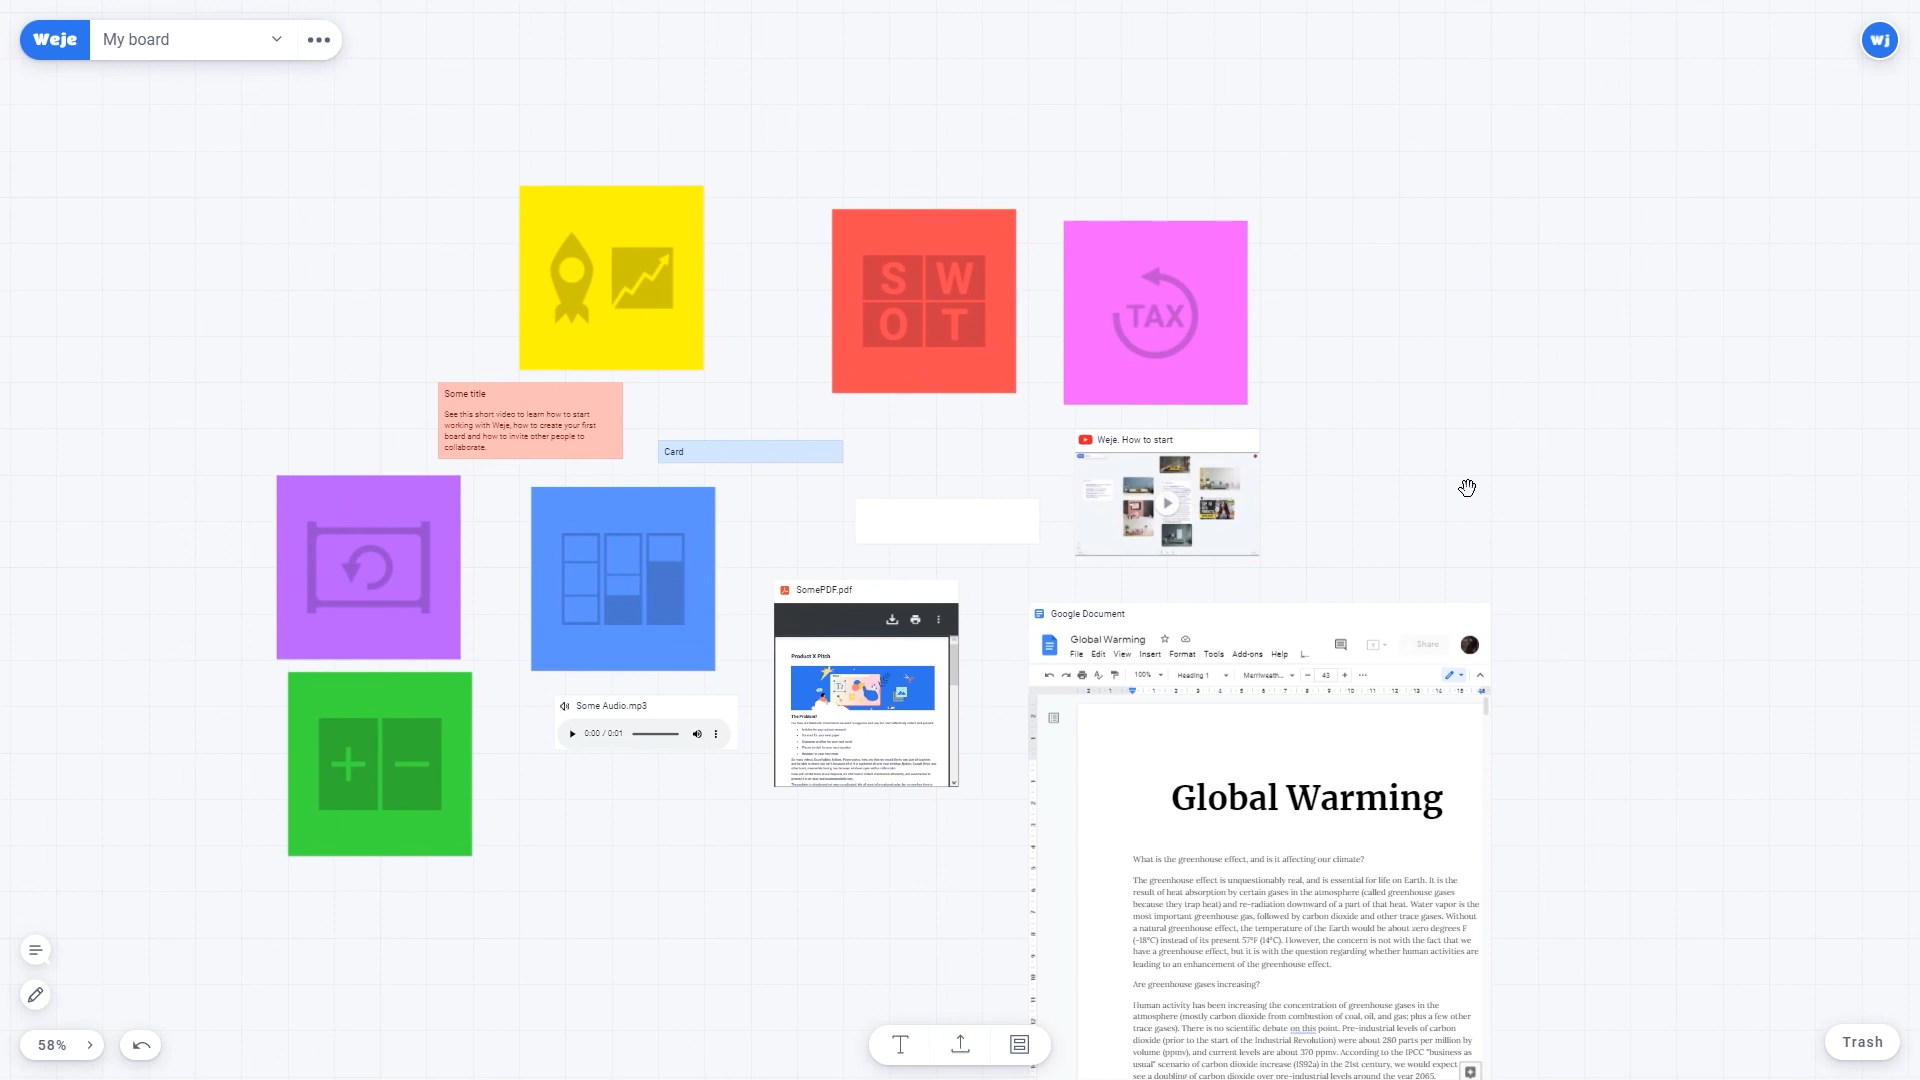 Weje
My board
wj
S W
O T
TAX
Some title
See this short video to learn how to start
working with Weje, how to create your first
board and how to invite other people to
collaborate.
Card
Weje. How to start
SomePDF.pdf
Product X Pitch
The Problem?
Some Audio.mp3
0:00 / 0:01
Google Document
Global Warming
File Edit View Insert Format Tools Add-ons Help
Share
100% Heading 1 Merriweath... 43
Global Warming
What is the greenhouse effect, and is it affecting our climate?
The greenhouse effect is unquestionably real, and is essential for life on Earth. It is the
result of heat absorption by certain gases in the atmosphere (called greenhouse gases
because they trap heat) and re-radiation downward of a part of that heat. Water vapor is the
most important greenhouse gas, followed by carbon dioxide and other trace gases. Without
a natural greenhouse effect, the temperature of the Earth would be about zero degrees F
(-18°C) instead of its present 57°F (14°C). However, the concern is not with the fact that we
have a greenhouse effect, but it is with the question regarding whether human activities are
leading to an enhancement of the greenhouse effect.
Are greenhouse gases increasing?
Human activity has been increasing the concentration of greenhouse gases in the
atmosphere (mostly carbon dioxide from combustion of coal, oil, and gas; plus a few other
trace gases). There is no scientific debate on this point. Pre-industrial levels of carbon
dioxide (prior to the start of the Industrial Revolution) were about 280 parts per million by
volume (ppmv), and current levels are about 370 ppmv. According to the IPCC "business as
usual" scenario of carbon dioxide increase (IS92a) in the 21st century, we would expect
see a doubling of carbon dioxide over pre-industrial levels around the year 2065.
58%
Trash